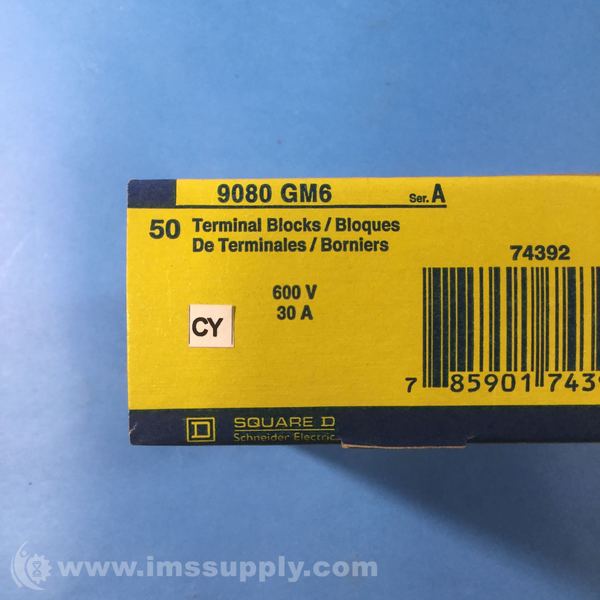 9080 GM6 Ser. A
50 Terminal Blocks / Bloques
De Terminales / Borniers
600 V
30 A
CY
74392
7 85901 743
SQUARE D
Schneider Electric
www.imssupply.com